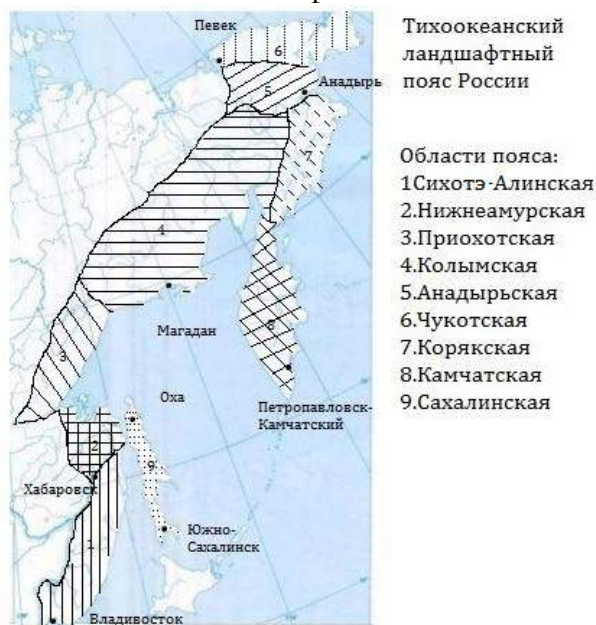 Певек
6
Анадырь
5
7
4
Магадан
3
8
Оха
Петропавловск-
Камчатский
2
9
Хабаровск
Южно-
Сахалинск
1
Владивосток
Тихоокеанский
ландшафтный
пояс России
Области пояса:
1Сихотэ-Алинская
2.Нижнеамурская
3.Приохотская
4.Колымская
5.Анадырьская
6.Чукотская
7.Корякская
8.Камчатская
9.Сахалинская